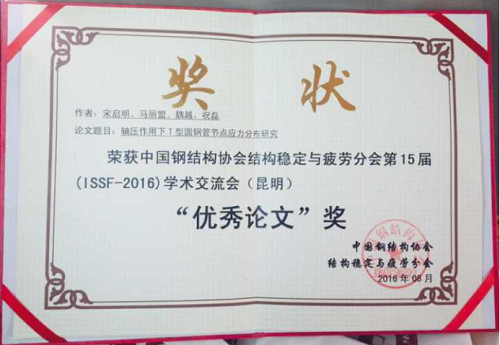 奖状
作者：宋启明、马丽盟、魏越、祝磊
论文题目：轴压作用下T型圆钢管节点应力分布研究
荣获中国钢结构协会结构稳定与疲劳分会第15届
(ISSF-2016)学术交流会（昆明）
“优秀论文”奖
中国钢结构协会
结构稳定与疲劳分会
2016年08月